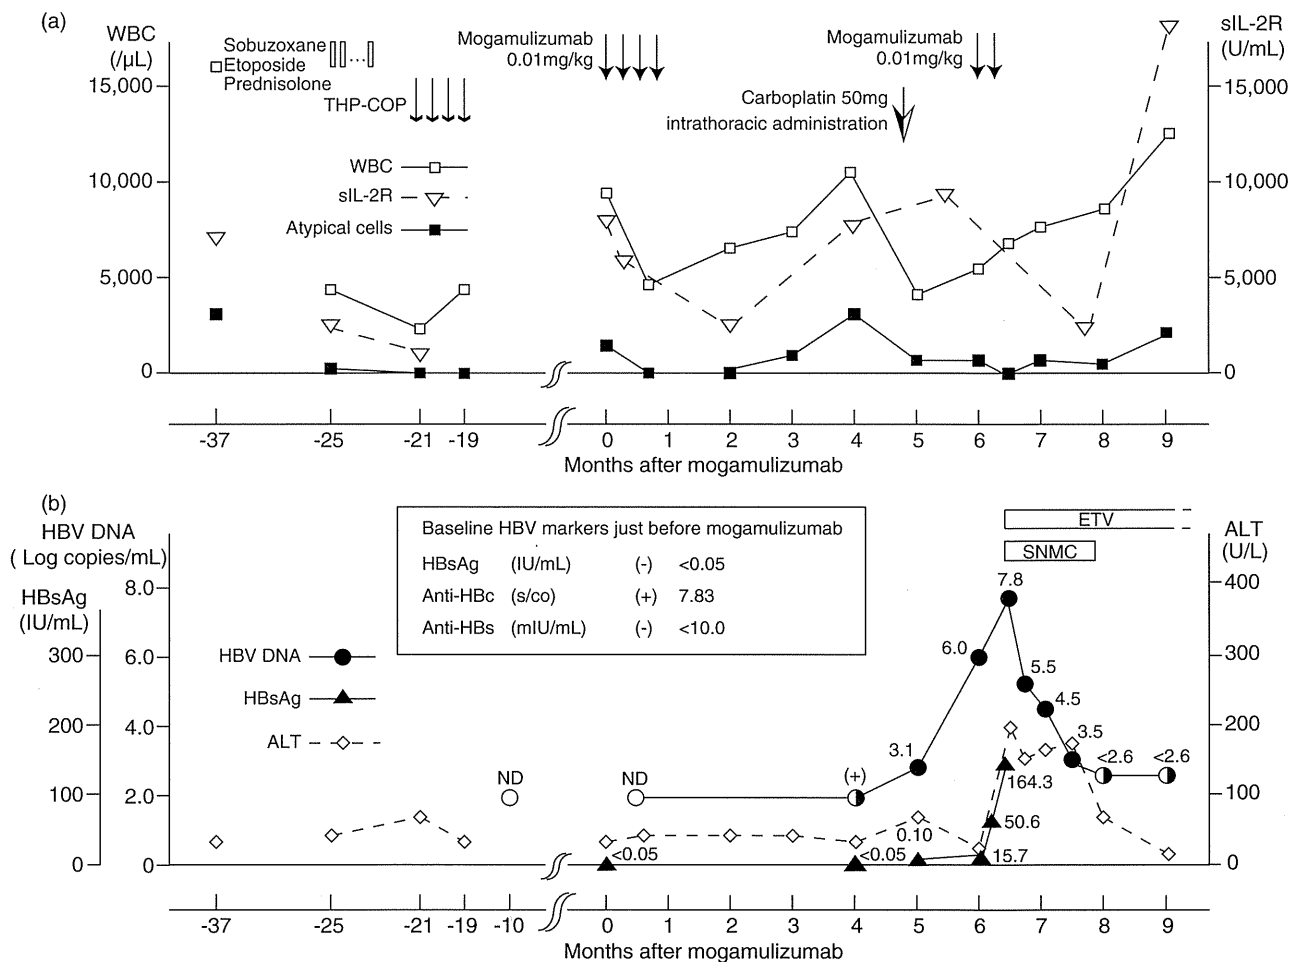 (a)
WBC
(/µL)
sIL-2R
(U/mL)
Sobuzoxane
Etoposide
Prednisolone
...
THP-COP
Mogamulizumab
0.01mg/kg
Carboplatin 50mg
intrathoracic administration
Mogamulizumab
0.01mg/kg
WBC
sIL-2R
Atypical cells
15,000
10,000
5,000
0
15,000
10,000
5,000
0
-37 -25 -21 -19 0 1 2 3 4 5 6 7 8 9
Months after mogamulizumab
(b)
HBV DNA
( Log copies/mL)
HBsAg
(IU/mL)
ALT
(U/L)
Baseline HBV markers just before mogamulizumab
HBsAg (IU/mL) (-) <0.05
Anti-HBc (s/co) (+) 7.83
Anti-HBs (mIU/mL) (-) <10.0
ETV
SNMC
HBV DNA
HBsAg
ALT
300
200
100
0
8.0
6.0
4.0
2.0
0
400
300
200
100
0
ND
ND
(+)
3.1
6.0
7.8
5.5
4.5
3.5
<2.6
<2.6
<0.05
<0.05
0.10
15.7
50.6
164.3
-37 -25 -21 -19 -10 0 1 2 3 4 5 6 7 8 9
Months after mogamulizumab